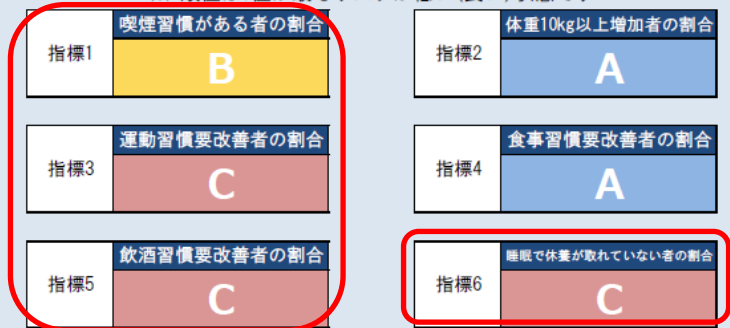 喫煙習慣がある者の割合
指標1
B
体重10kg以上増加者の割合
指標2
A
運動習慣要改善者の割合
指標3
C
食事習慣要改善者の割合
指標4
A
飲酒習慣要改善者の割合
指標5
C
睡眠で休養が取れていない者の割合
指標6
C